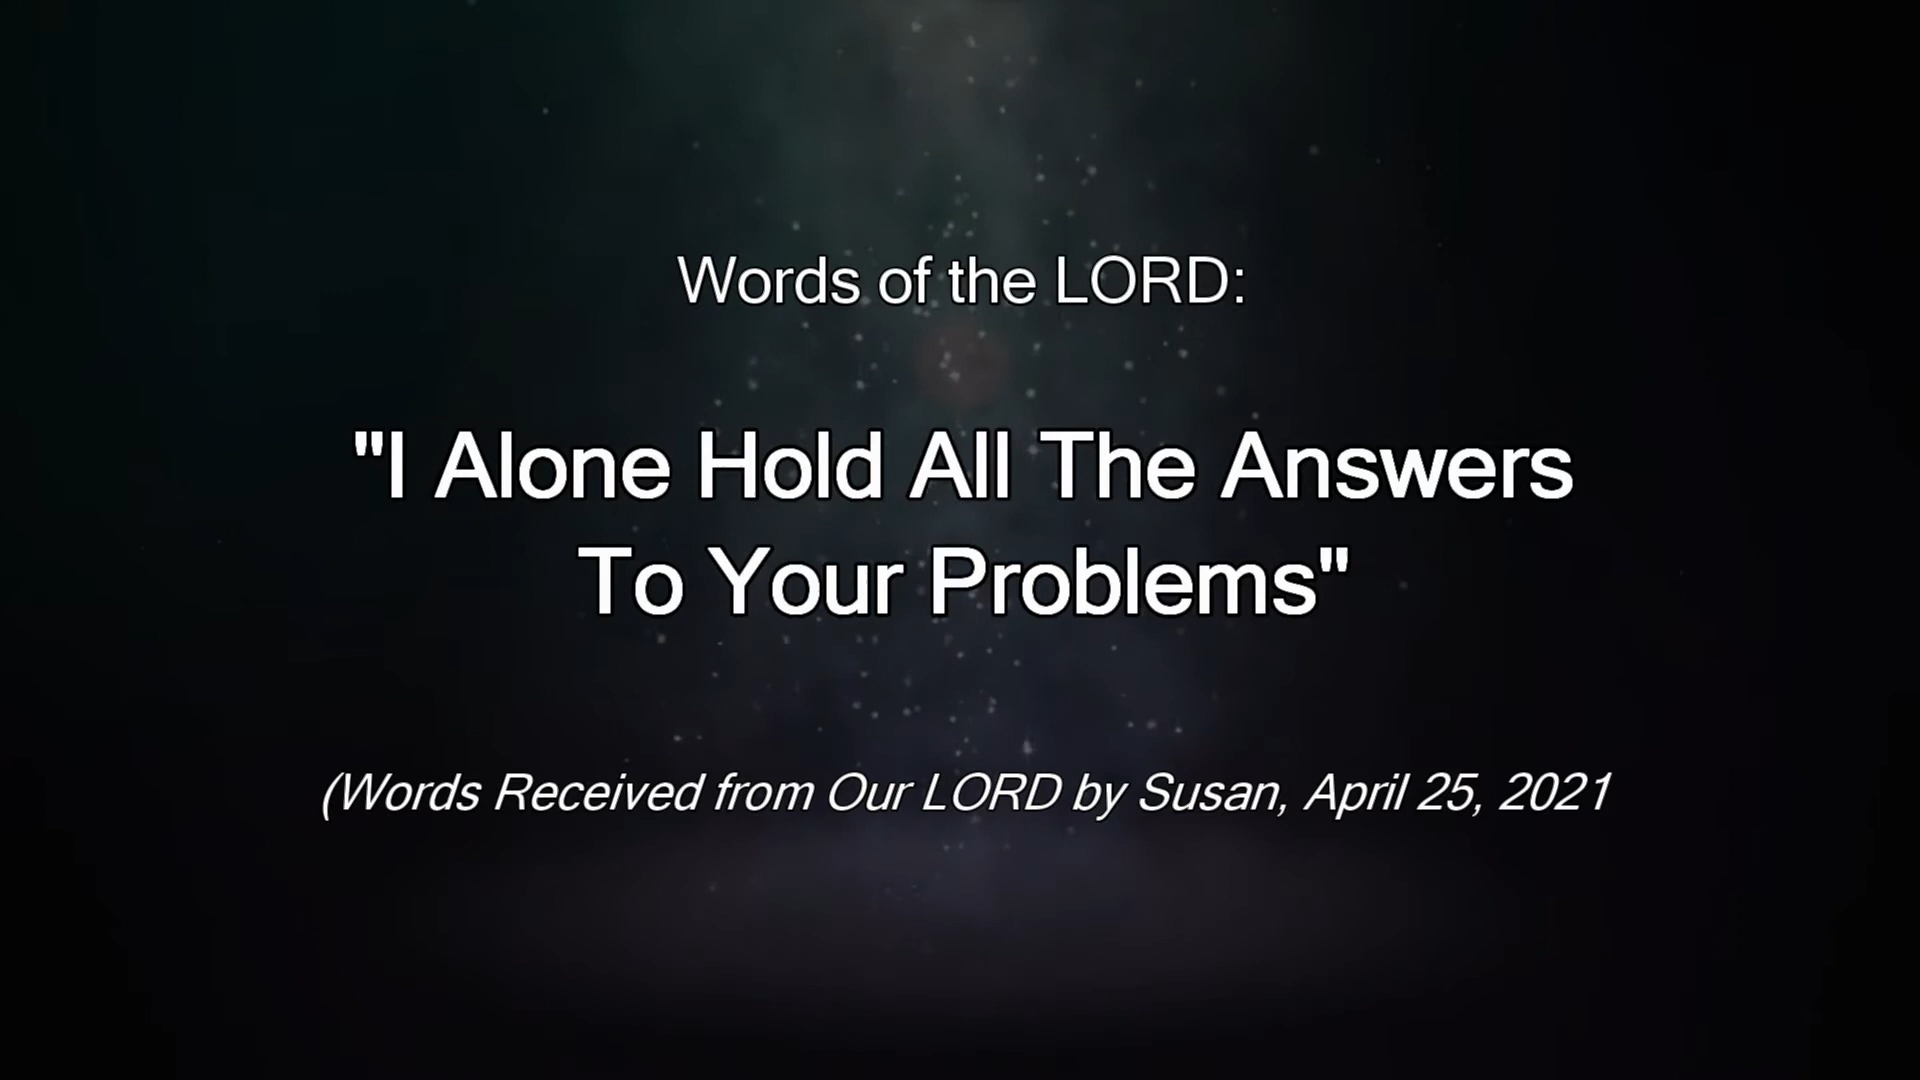 Words of the LORD:
"I Alone Hold All The Answers
To Your Problems"
(Words Received from Our LORD by Susan, April 25, 2021